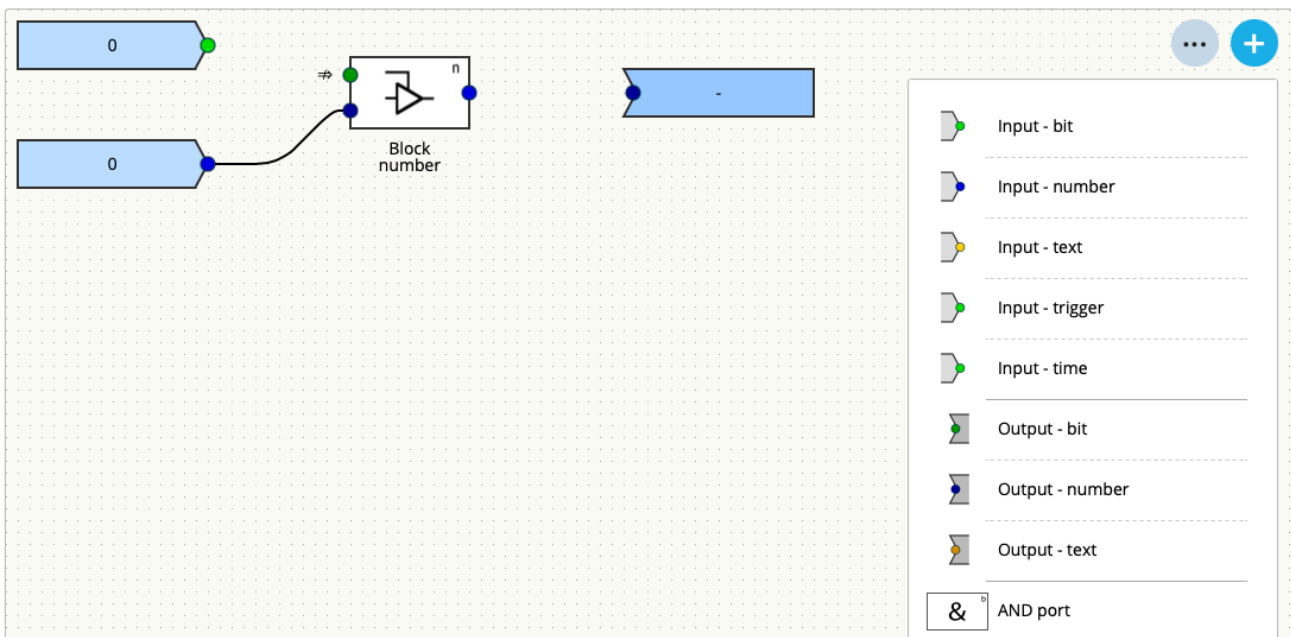 0
n
-
0
Block
number
Input - bit
Input - number
Input - text
Input - trigger
Input - time
Output - bit
Output - number
Output - text
& b
AND port